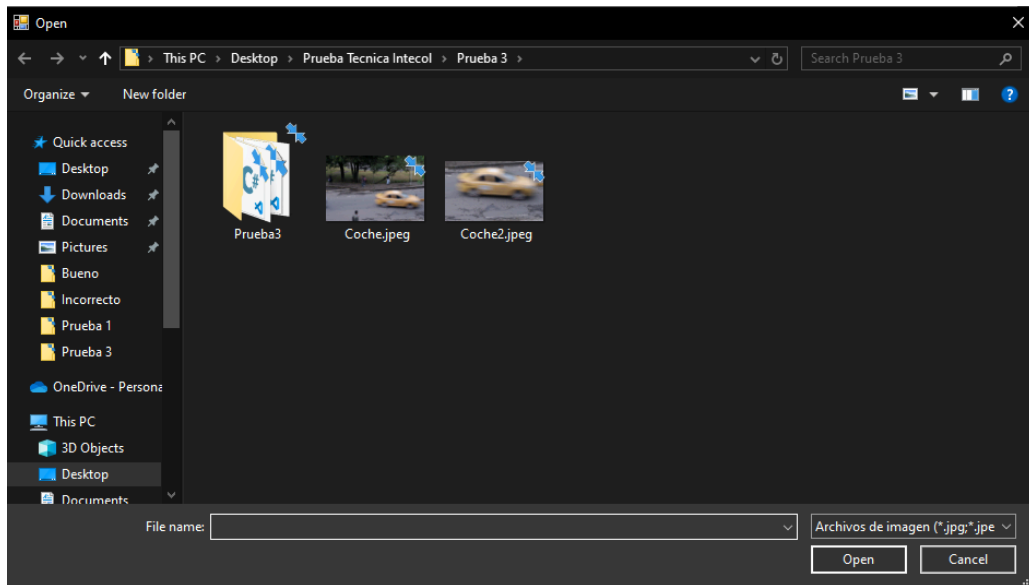 Open
This PC > Desktop > Prueba Tecnica Intecol > Prueba 3 >
Search Prueba 3
Organize
New folder
Quick access
Desktop
Downloads
Documents
Pictures
Bueno
Incorrecto
Prueba 1
Prueba 3
OneDrive - Persona
This PC
3D Objects
Desktop
Documents
C#
Prueba3
Coche.jpeg
Coche2.jpeg
File name:
Archivos de imagen (*.jpg;*.jpe
Open
Cancel